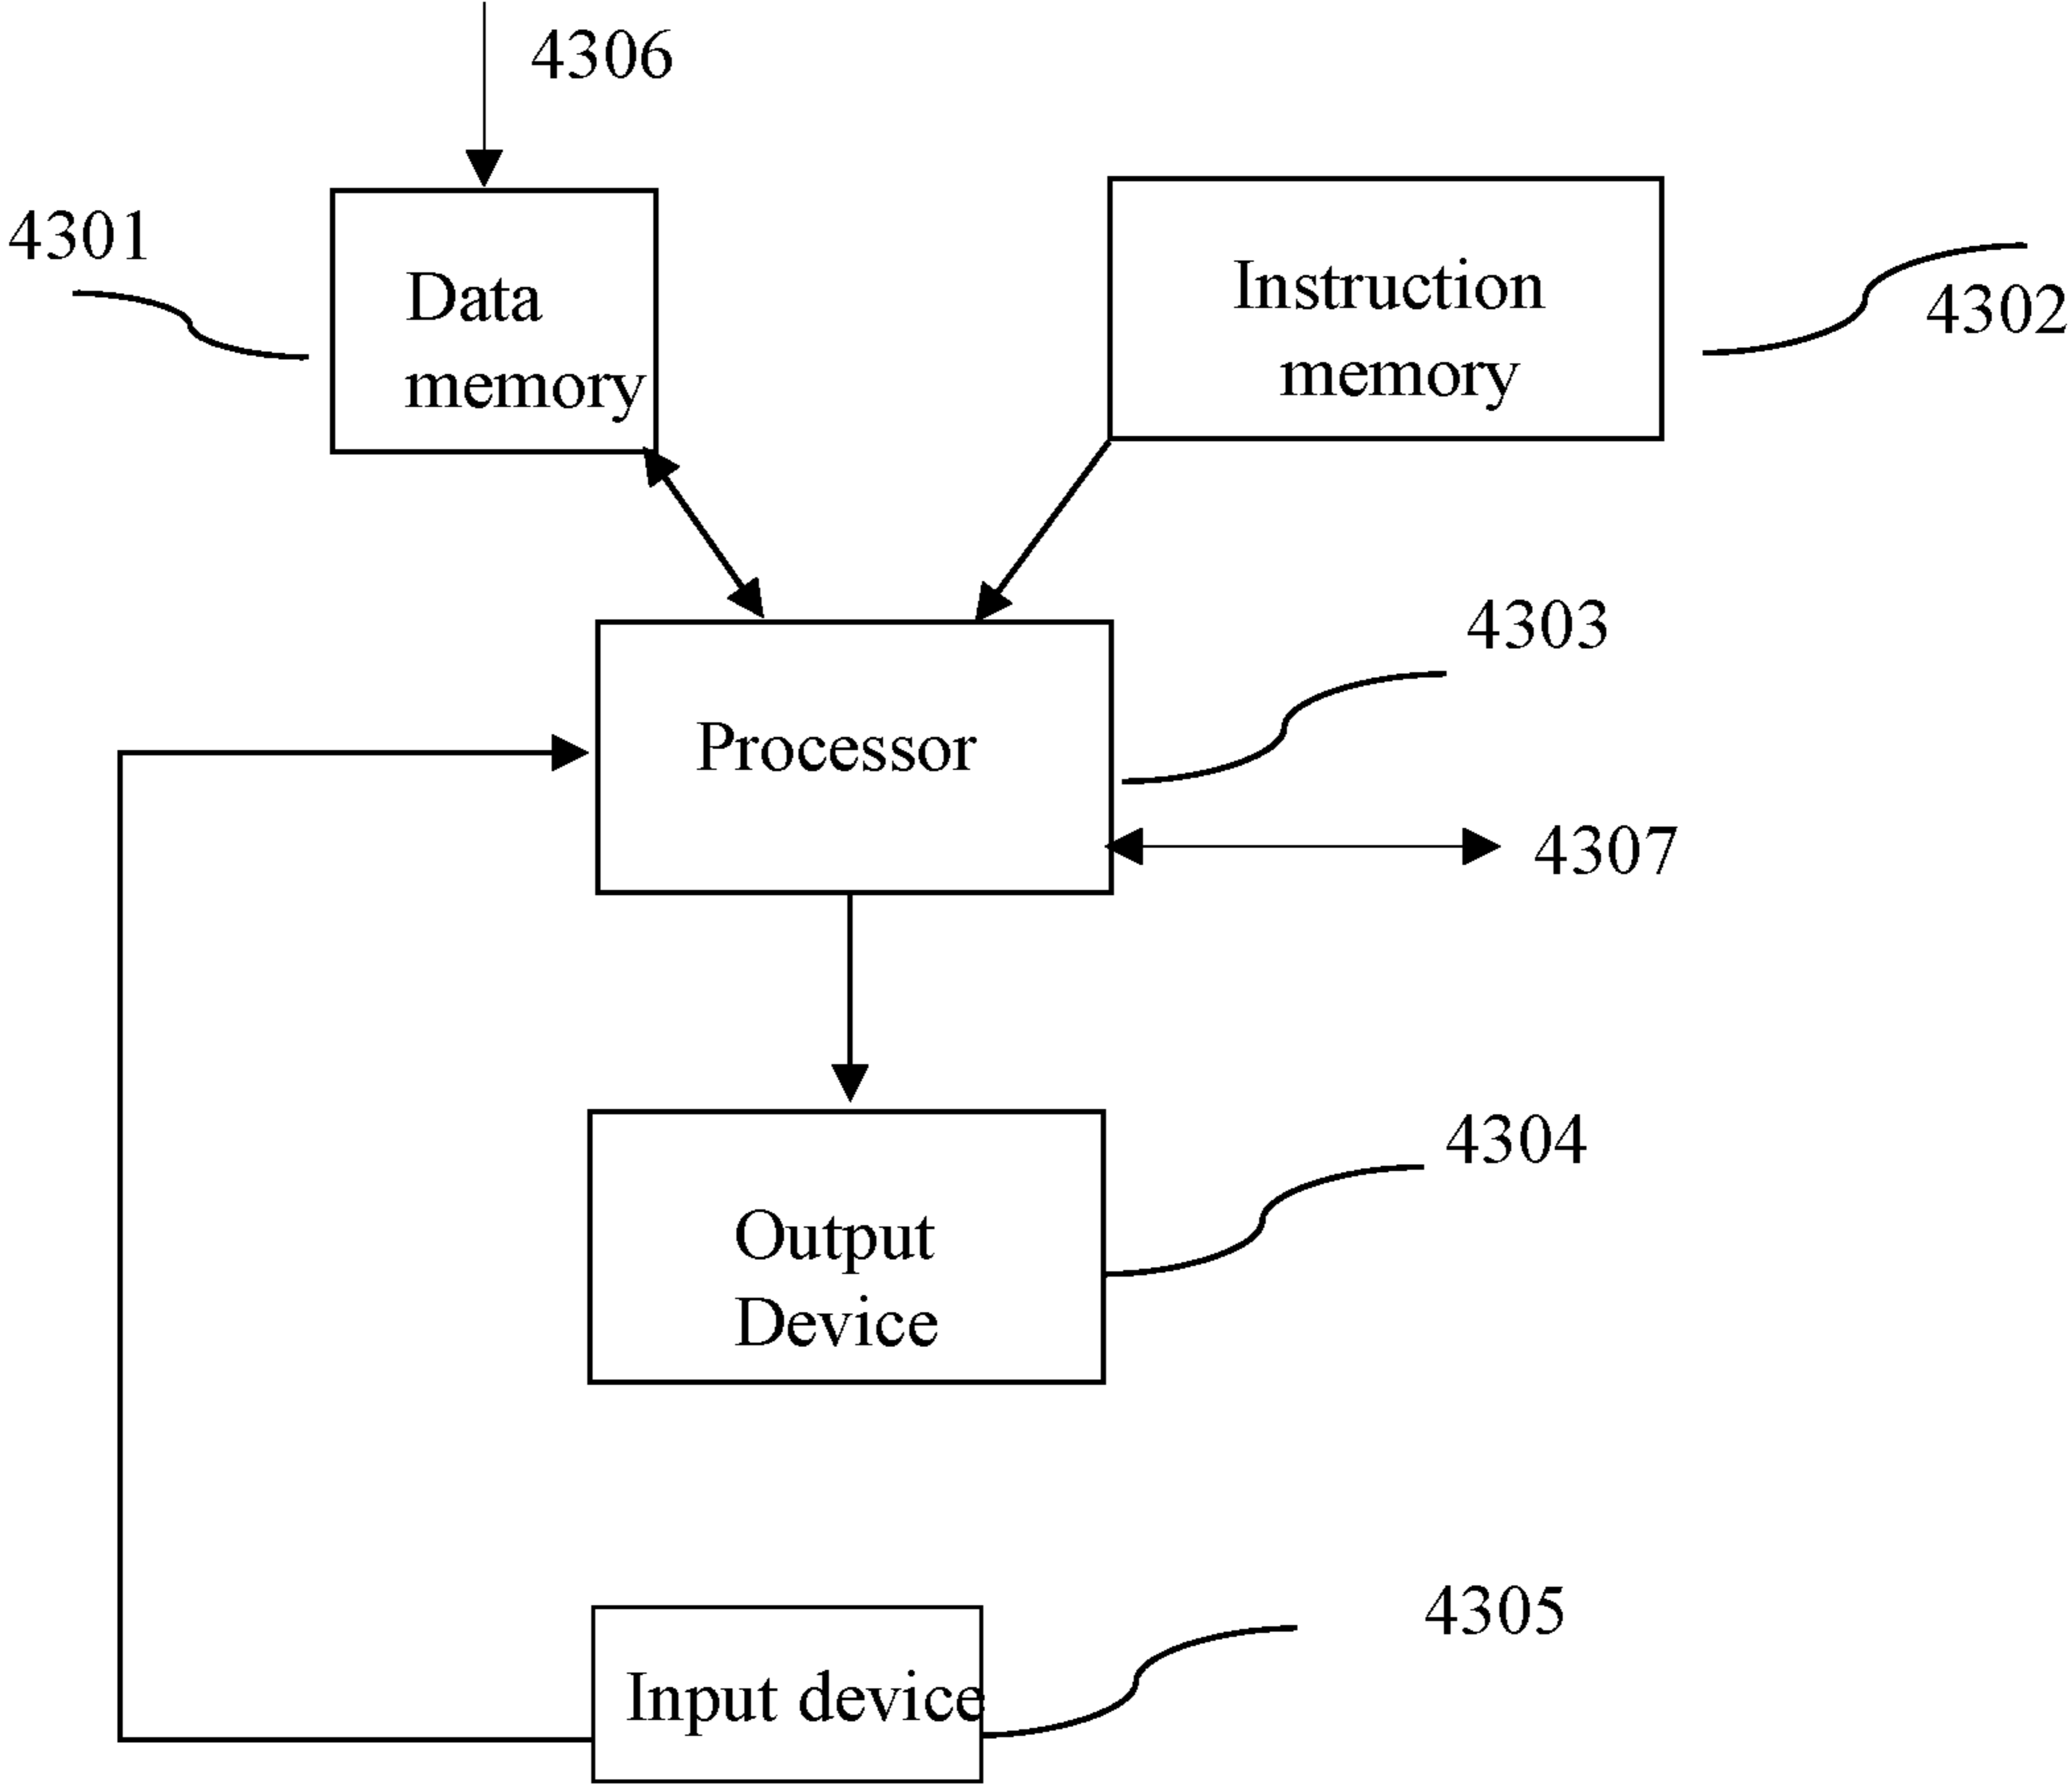 4306
4301
Data
memory
Instruction
memory
4302
4303
Processor
4307
4304
Output
Device
4305
Input device